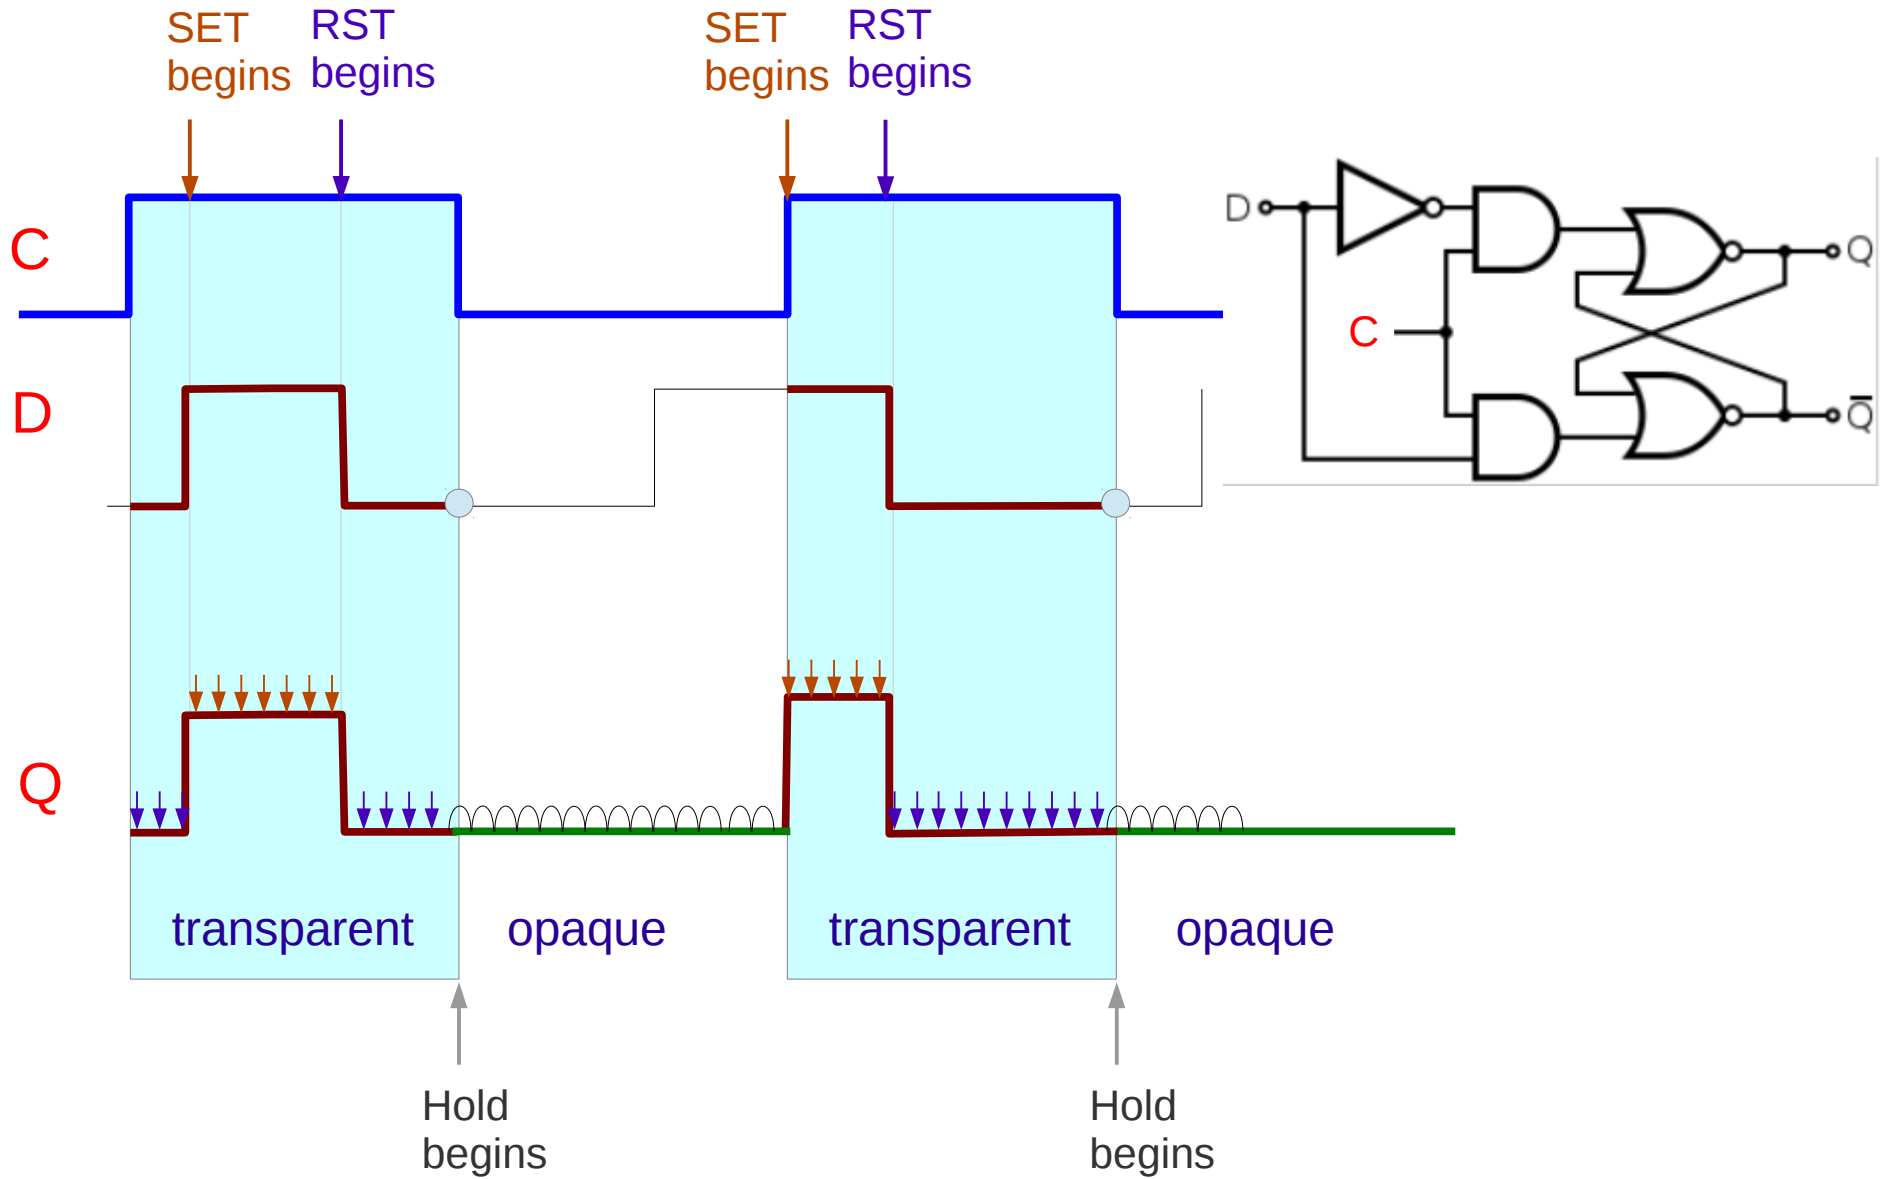 SET
begins
RST
begins
SET
begins
RST
begins
C
D
Q
D
C
Q
Q̅
transparent
opaque
transparent
opaque
Hold
begins
Hold
begins